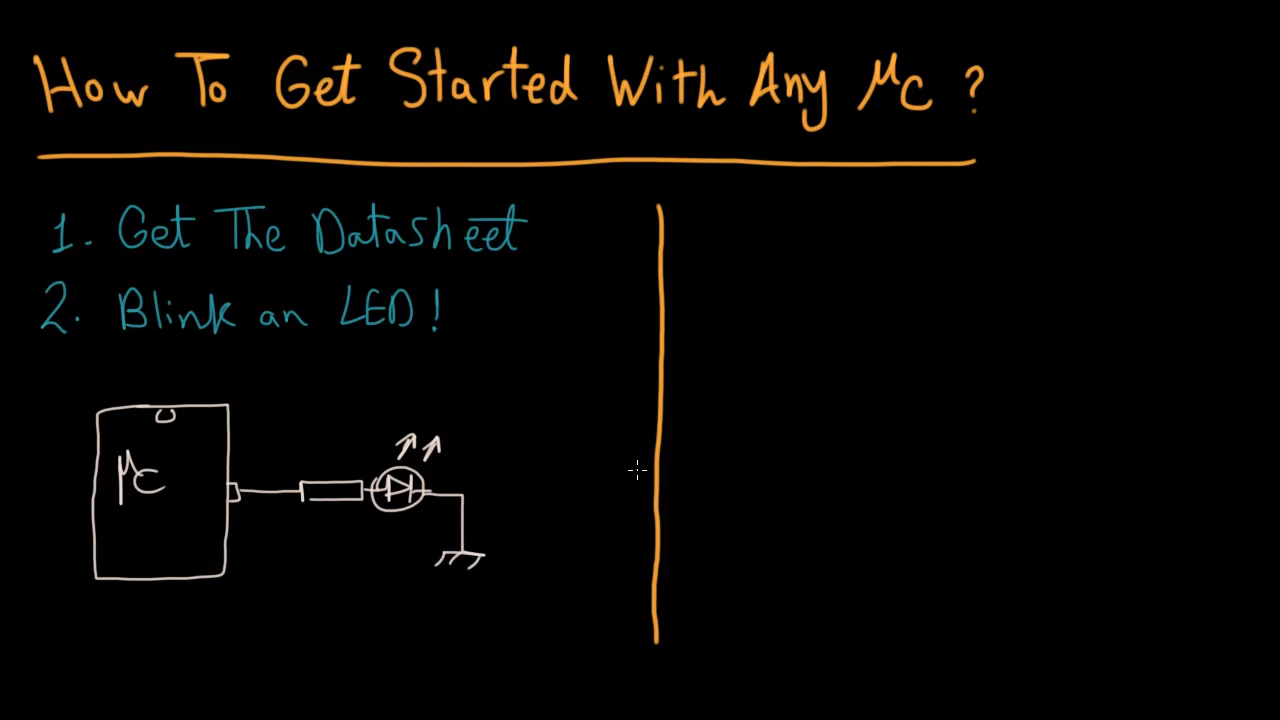 How To Get Started With Any μC ?
1. Get The Datasheet
2. Blink an LED!
μC